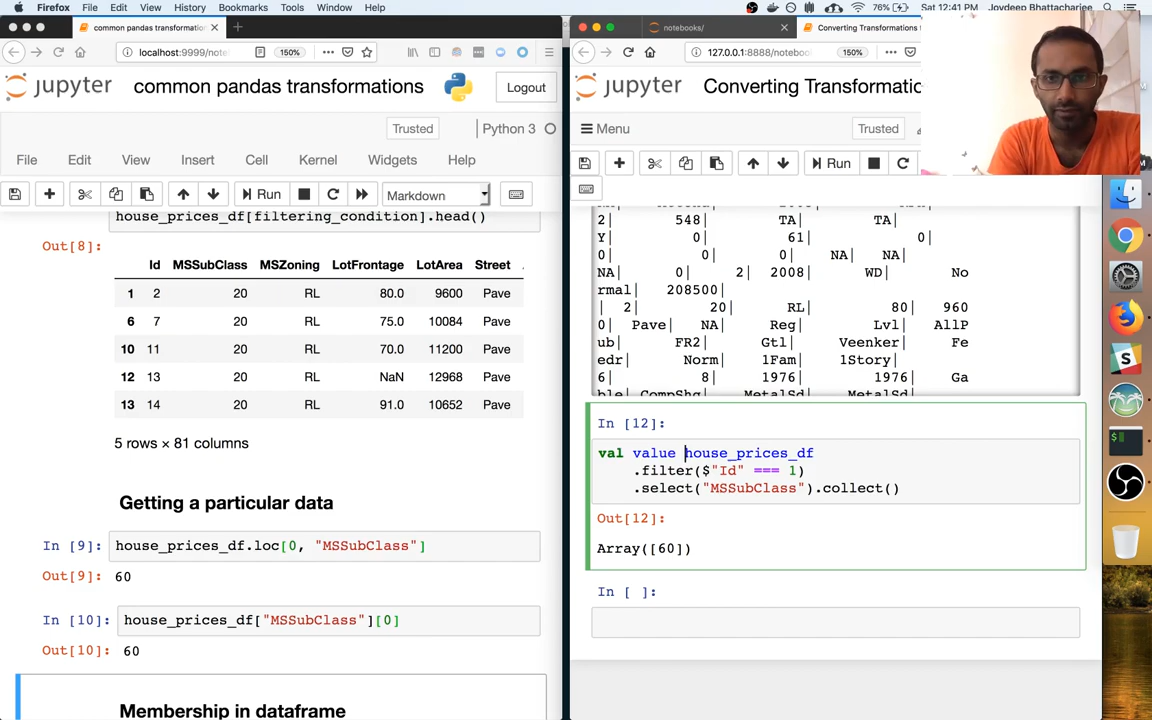 Firefox File Edit View History Bookmarks Tools Window Help
76% Sat 12:41 PM Joydeep Bhattacharjee
common pandas transformations
localhost:9999/note
150%
jupyter common pandas transformations
Logout
Trusted
Python 3
File Edit View Insert Cell Kernel Widgets Help
Run
Markdown
house_prices_df[filtering_condition].head()
Out[8]:
Id MSSubClass MSZoning LotFrontage LotArea Street
1 2 20 RL 80.0 9600 Pave
6 7 20 RL 75.0 10084 Pave
10 11 20 RL 70.0 11200 Pave
12 13 20 RL NaN 12968 Pave
13 14 20 RL 91.0 10652 Pave
5 rows × 81 columns
Getting a particular data
In [9]: house_prices_df.loc[0, "MSSubClass"]
Out[9]: 60
In [10]: house_prices_df["MSSubClass"][0]
Out[10]: 60
Membership in dataframe
notebooks/
Converting Transformations
127.0.0.1:8888/noteboo
150%
jupyter Converting Transformatio
Menu
Trusted
Run
2| 548| TA| TA|
Y| 0| 61| 0|
0| 0| 0| NA| NA|
NA| 0| 2| 2008| WD| No
rmal| 208500|
| 2| 20| RL| 80| 960
0| Pave| NA| Reg| Lvl| AllP
ub| FR2| Gtl| Veenker| Fe
edr| Norm| 1Fam| 1Story|
6| 8| 1976| 1976| Ga
ble| CompShg| MetalSd| MetalSd|
In [12]:
val value house_prices_df
.filter($"Id" === 1)
.select("MSSubClass").collect()
Out[12]:
Array([60])
In [ ]: